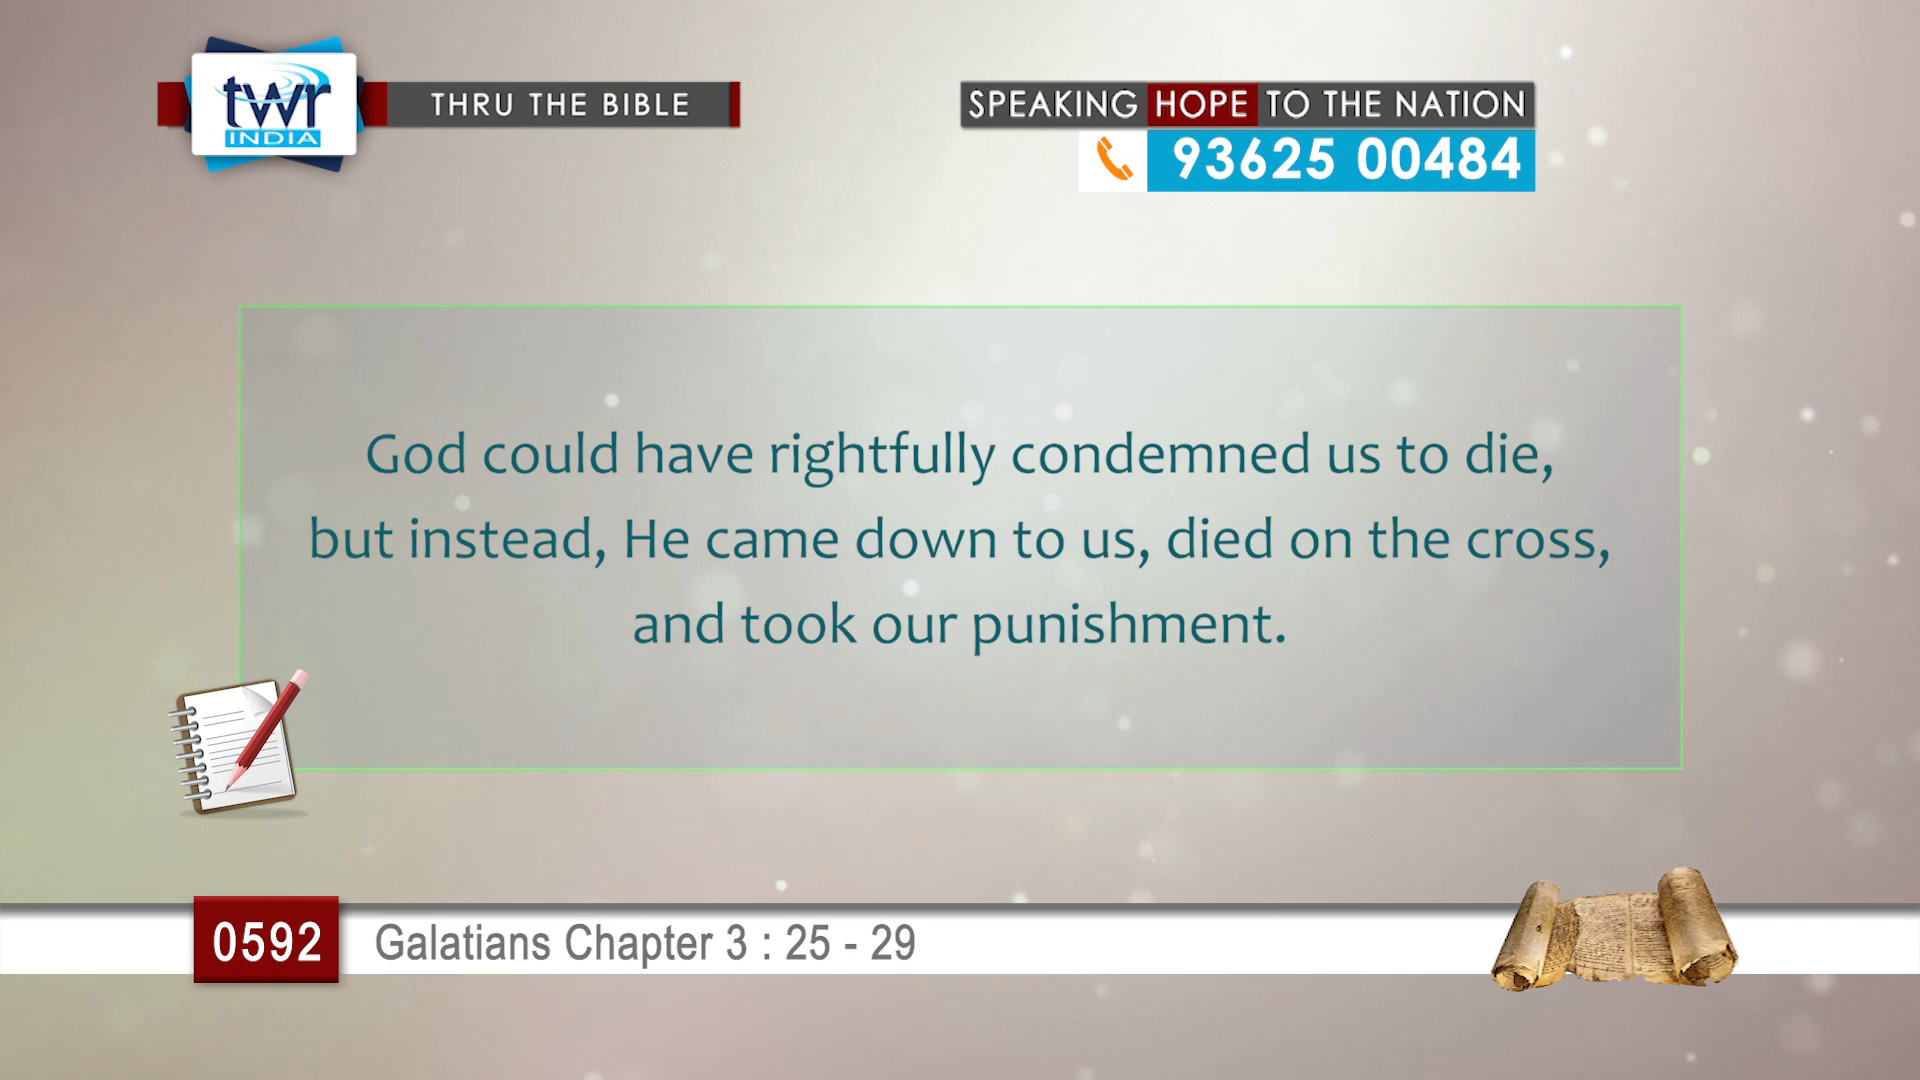 twr
INDIA
THRU THE BIBLE
SPEAKING HOPE TO THE NATION
93625 00484
God could have rightfully condemned us to die,
but instead, He came down to us, died on the cross,
and took our punishment.
0592
Galatians Chapter 3 : 25 - 29